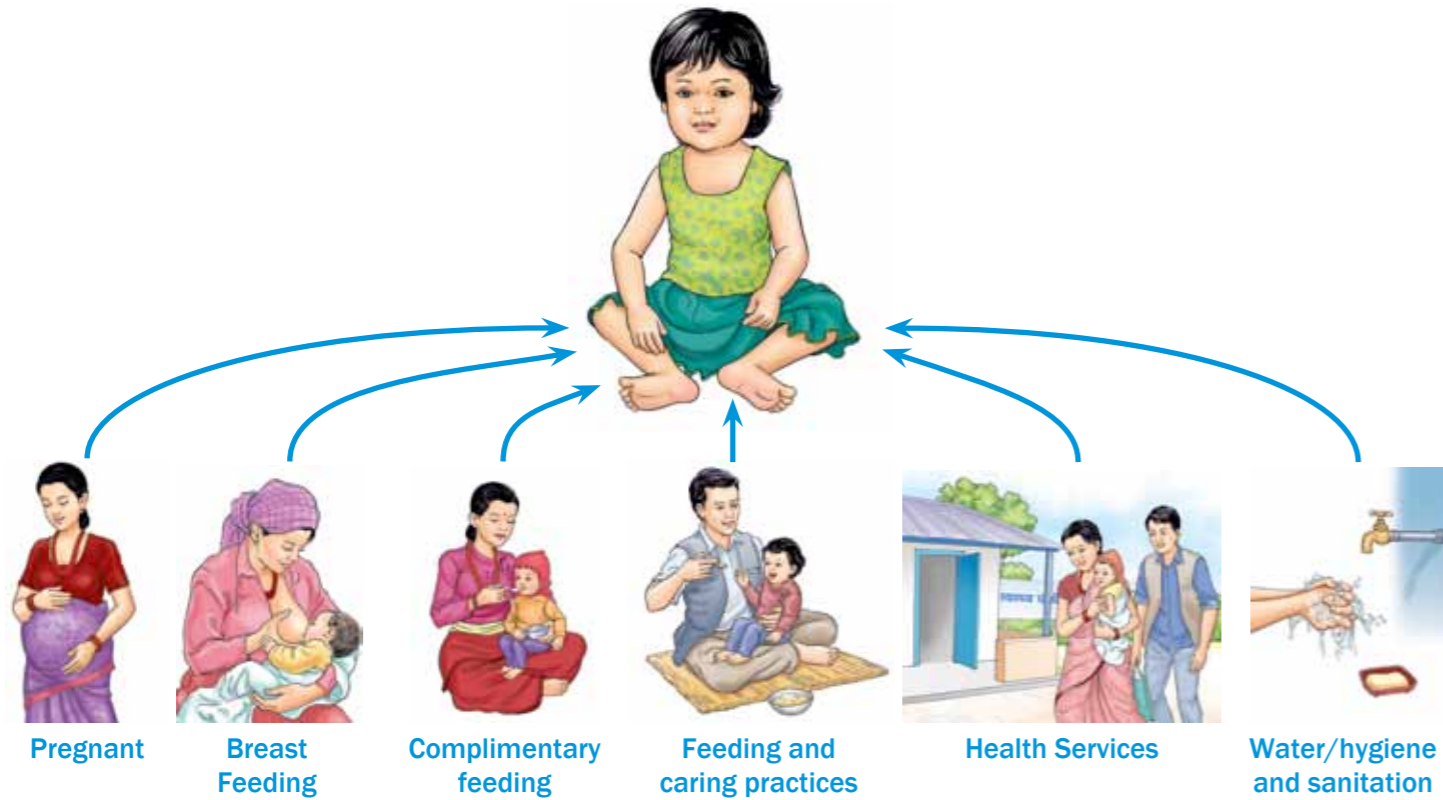 Pregnant
Breast
Feeding
Complimentary
feeding
Feeding and
caring practices
Health Services
Water/hygiene
and sanitation